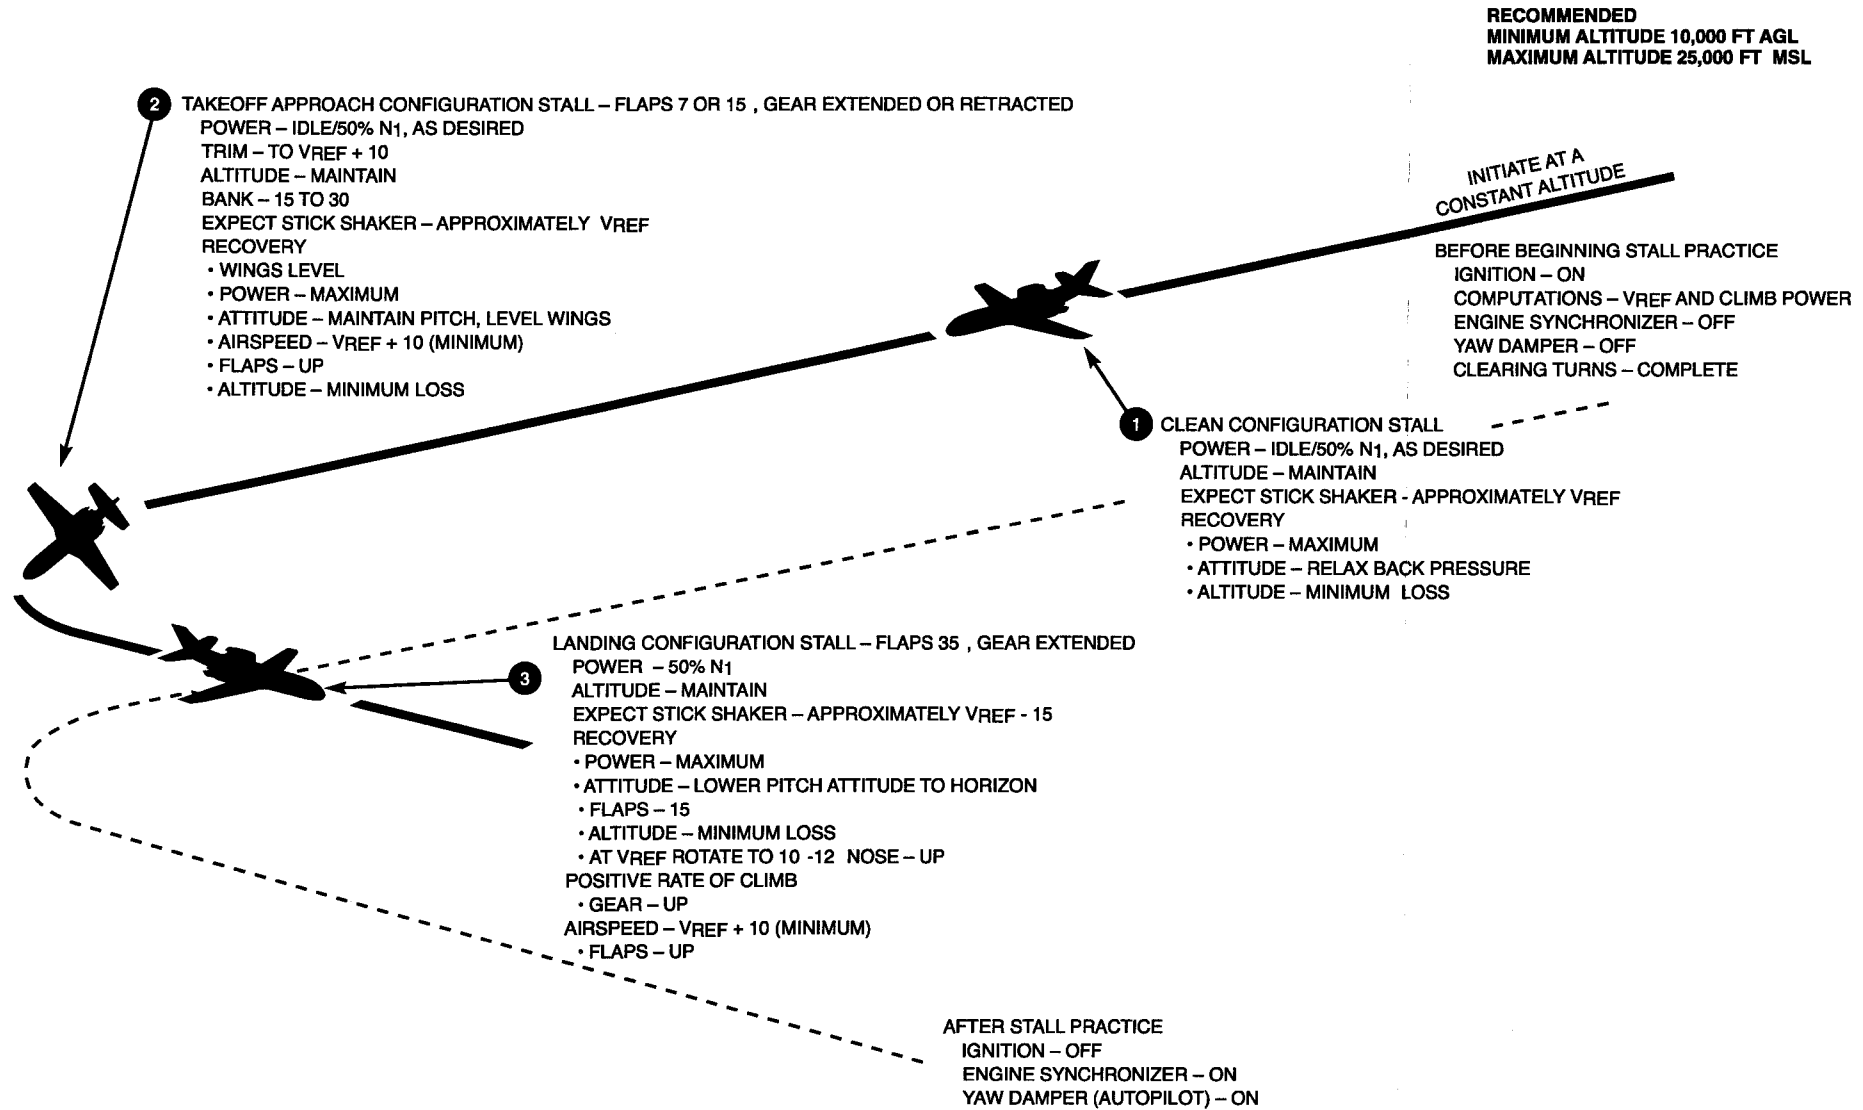 RECOMMENDED
MINIMUM ALTITUDE 10,000 FT AGL
MAXIMUM ALTITUDE 25,000 FT MSL
2 TAKEOFF APPROACH CONFIGURATION STALL – FLAPS 7 OR 15 , GEAR EXTENDED OR RETRACTED
POWER – IDLE/50% N1, AS DESIRED
TRIM – TO VREF + 10
ALTITUDE – MAINTAIN
BANK – 15 TO 30
EXPECT STICK SHAKER – APPROXIMATELY VREF
RECOVERY
• WINGS LEVEL
• POWER – MAXIMUM
• ATTITUDE – MAINTAIN PITCH, LEVEL WINGS
• AIRSPEED – VREF + 10 (MINIMUM)
• FLAPS – UP
• ALTITUDE – MINIMUM LOSS
INITIATE AT A
CONSTANT ALTITUDE
BEFORE BEGINNING STALL PRACTICE
IGNITION – ON
COMPUTATIONS – VREF AND CLIMB POWER
ENGINE SYNCHRONIZER – OFF
YAW DAMPER – OFF
CLEARING TURNS – COMPLETE
1 CLEAN CONFIGURATION STALL
POWER – IDLE/50% N1, AS DESIRED
ALTITUDE – MAINTAIN
EXPECT STICK SHAKER - APPROXIMATELY VREF
RECOVERY
• POWER – MAXIMUM
• ATTITUDE – RELAX BACK PRESSURE
• ALTITUDE – MINIMUM LOSS
3 LANDING CONFIGURATION STALL – FLAPS 35 , GEAR EXTENDED
POWER – 50% N1
ALTITUDE – MAINTAIN
EXPECT STICK SHAKER – APPROXIMATELY VREF - 15
RECOVERY
• POWER – MAXIMUM
• ATTITUDE – LOWER PITCH ATTITUDE TO HORIZON
• FLAPS – 15
• ALTITUDE – MINIMUM LOSS
• AT VREF ROTATE TO 10 -12 NOSE – UP
POSITIVE RATE OF CLIMB
• GEAR – UP
AIRSPEED – VREF + 10 (MINIMUM)
• FLAPS – UP
AFTER STALL PRACTICE
IGNITION – OFF
ENGINE SYNCHRONIZER – ON
YAW DAMPER (AUTOPILOT) – ON